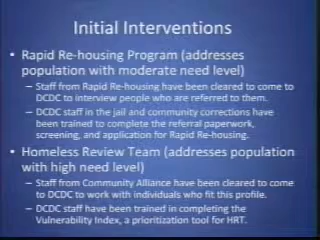 Initial Interventions
• Rapid Re-housing Program (addresses
population with moderate need level)
– Staff from Rapid Re-housing have been cleared to come to
DCDC to interview people who are referred to them.
– DCDC staff in the jail and community corrections have
been trained to complete the referral paperwork,
screening, and application for Rapid Re-housing.
• Homeless Review Team (addresses population
with high need level)
– Staff from Community Alliance have been cleared to come
to DCDC to work with individuals who fit this profile.
– DCDC staff have been trained in completing the
Vulnerability Index, a prioritization tool for HRT.